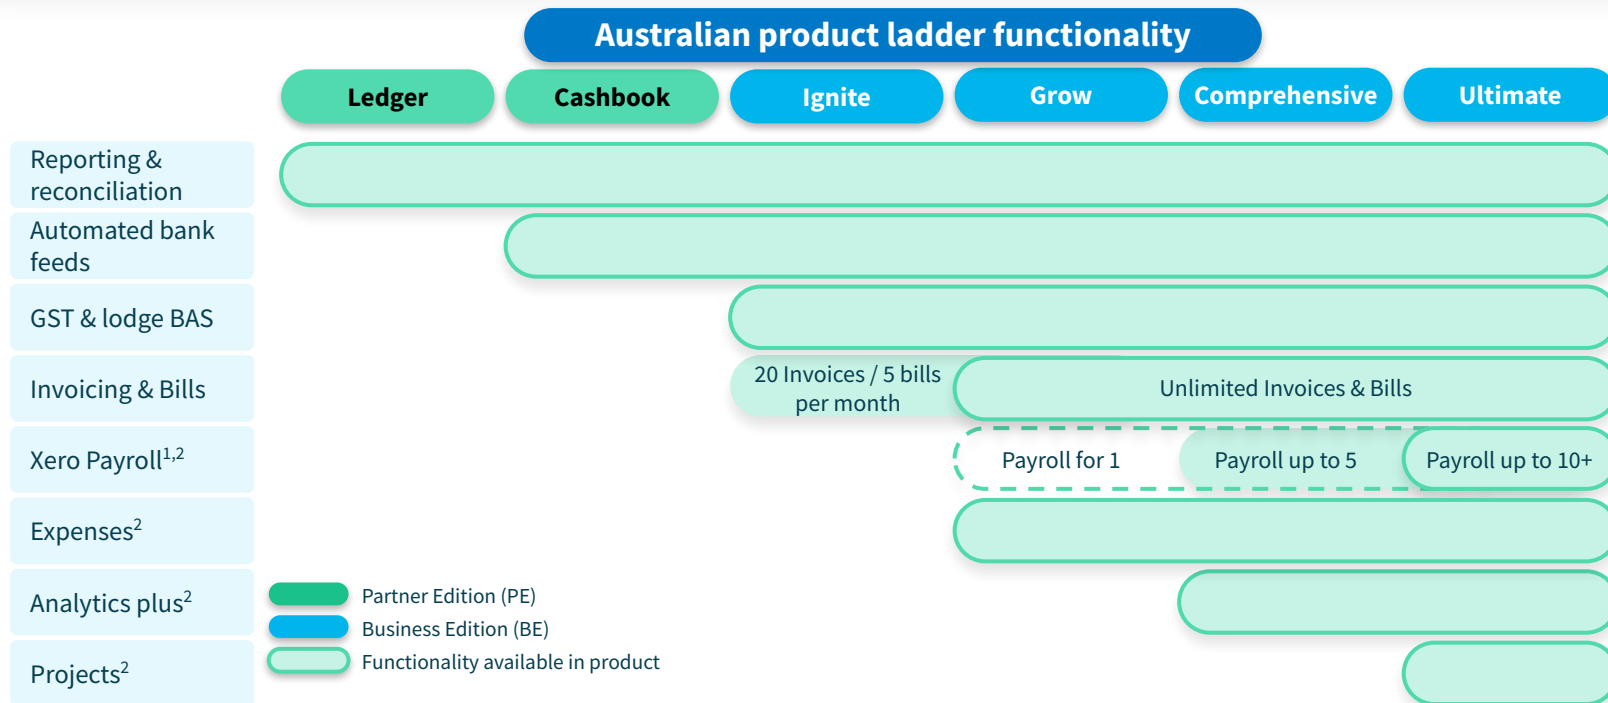 Australian product ladder functionality
Ledger
Cashbook
Ignite
Grow
Comprehensive
Ultimate
Reporting &
reconciliation
Automated bank
feeds
GST & lodge BAS
Invoicing & Bills
20 Invoices / 5 bills
per month
Unlimited Invoices & Bills
Xero Payroll1,2
Payroll for 1
Payroll up to 5
Payroll up to 10+
Expenses2
Analytics plus2
Projects2
Partner Edition (PE)
Business Edition (BE)
Functionality available in product